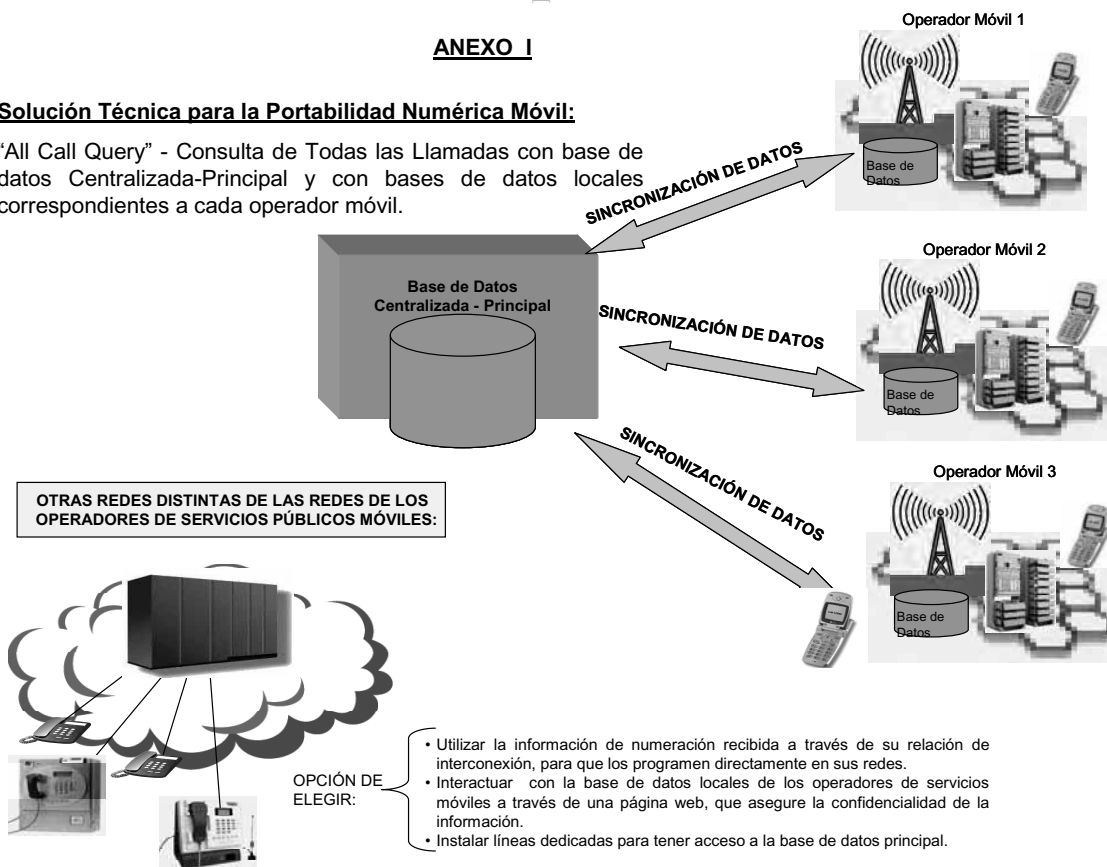 ANEXO I
Solución Técnica para la Portabilidad Numérica Móvil:
“All Call Query” - Consulta de Todas las Llamadas con base de
datos Centralizada-Principal y con bases de datos locales
correspondientes a cada operador móvil.
Operador Móvil 1
Base de
Datos
SINCRONIZACIÓN DE DATOS
Base de Datos
Centralizada - Principal
SINCRONIZACIÓN DE DATOS
Operador Móvil 2
Base de
Datos
SINCRONIZACIÓN DE DATOS
Operador Móvil 3
Base de
Datos
OTRAS REDES DISTINTAS DE LAS REDES DE LOS
OPERADORES DE SERVICIOS PÚBLICOS MÓVILES:
OPCIÓN DE
ELEGIR:
• Utilizar la información de numeración recibida a través de su relación de
interconexión, para que los programen directamente en sus redes.
• Interactuar con la base de datos locales de los operadores de servicios
móviles a través de una página web, que asegure la confidencialidad de la
información.
• Instalar líneas dedicadas para tener acceso a la base de datos principal.